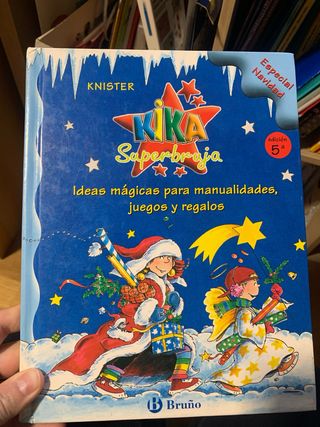 KNISTER
Especial
Navidad
KIKA
Superbruja
edición
5ª
Ideas mágicas para manualidades,
juegos y regalos
B Bruño